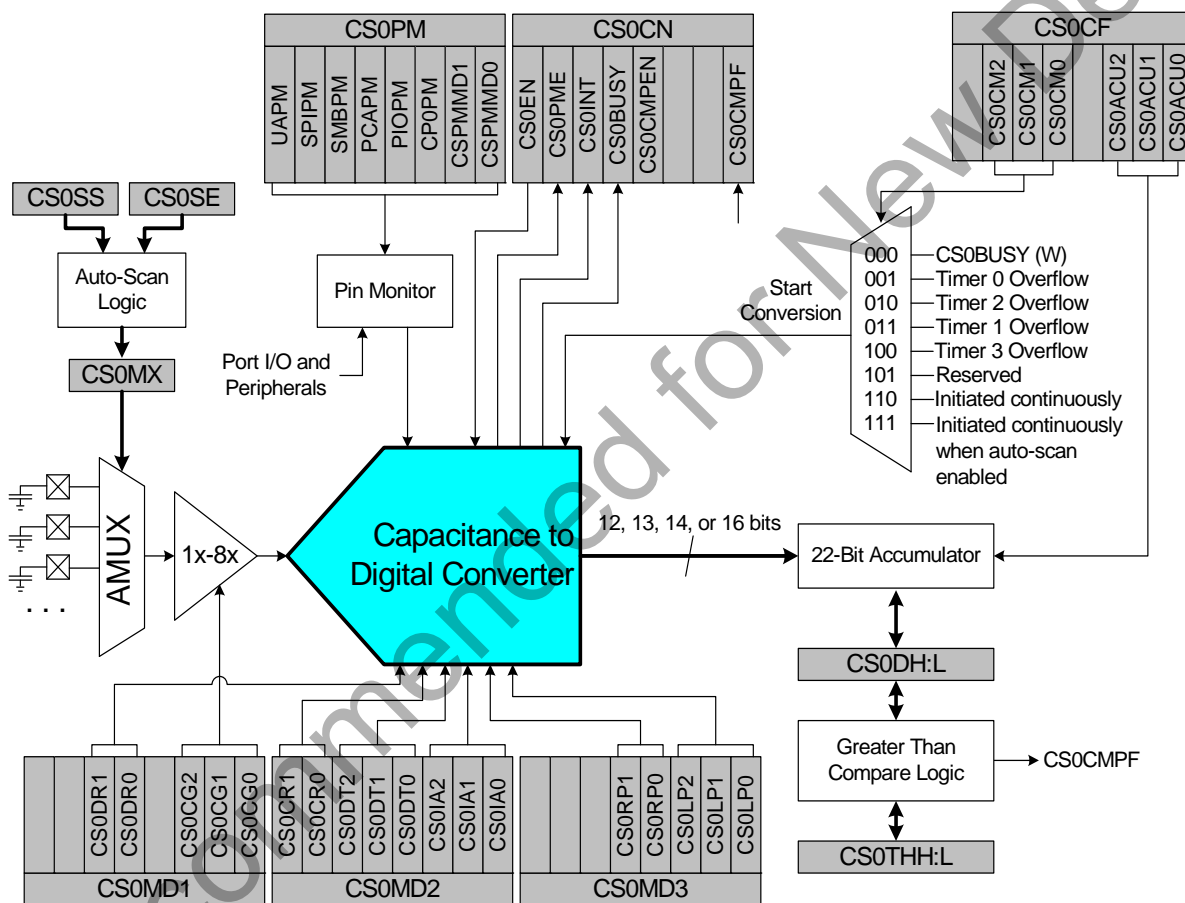 CS0PM
UAPM
SPIPM
SMBPM
PCAPM
PIOPM
CP0PM
CSPMMD1
CSPMMD0
CS0CN
CS0EN
CS0PME
CS0INT
CS0BUSY
CS0CMPEN
CS0CMPF
CS0CF
CS0CM2
CS0CM1
CS0CM0
CS0ACU2
CS0ACU1
CS0ACU0
CS0SS
CS0SE
Auto-Scan
Logic
CS0MX
Pin Monitor
Port I/O and
Peripherals
Start
Conversion
000 CS0BUSY (W)
001 Timer 0 Overflow
010 Timer 2 Overflow
011 Timer 1 Overflow
100 Timer 3 Overflow
101 Reserved
110 Initiated continuously
111 Initiated continuously
when auto-scan
enabled
AMUX
. . .
1x-8x
Capacitance to
Digital Converter
12, 13, 14, or 16 bits
22-Bit Accumulator
CS0DH:L
Greater Than
Compare Logic
CS0CMPF
CS0THH:L
CS0DR1
CS0DR0
CS0CG2
CS0CG1
CS0CG0
CS0MD1
CS0CR1
CS0CR0
CS0DT2
CS0DT1
CS0DT0
CS0IA2
CS0IA1
CS0IA0
CS0MD2
CS0RP1
CS0RP0
CS0LP2
CS0LP1
CS0LP0
CS0MD3
commended for New De